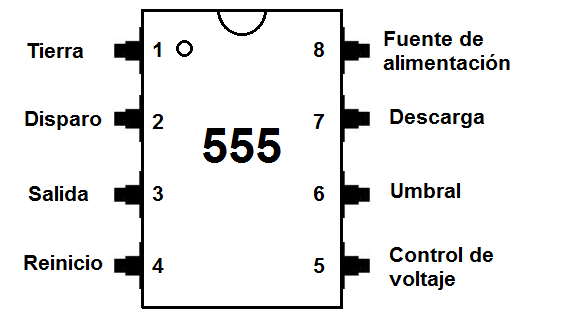 Tierra 1 8 Fuente de
alimentación
Disparo 2 7 Descarga
555
Salida 3 6 Umbral
Reinicio 4 5 Control de
voltaje